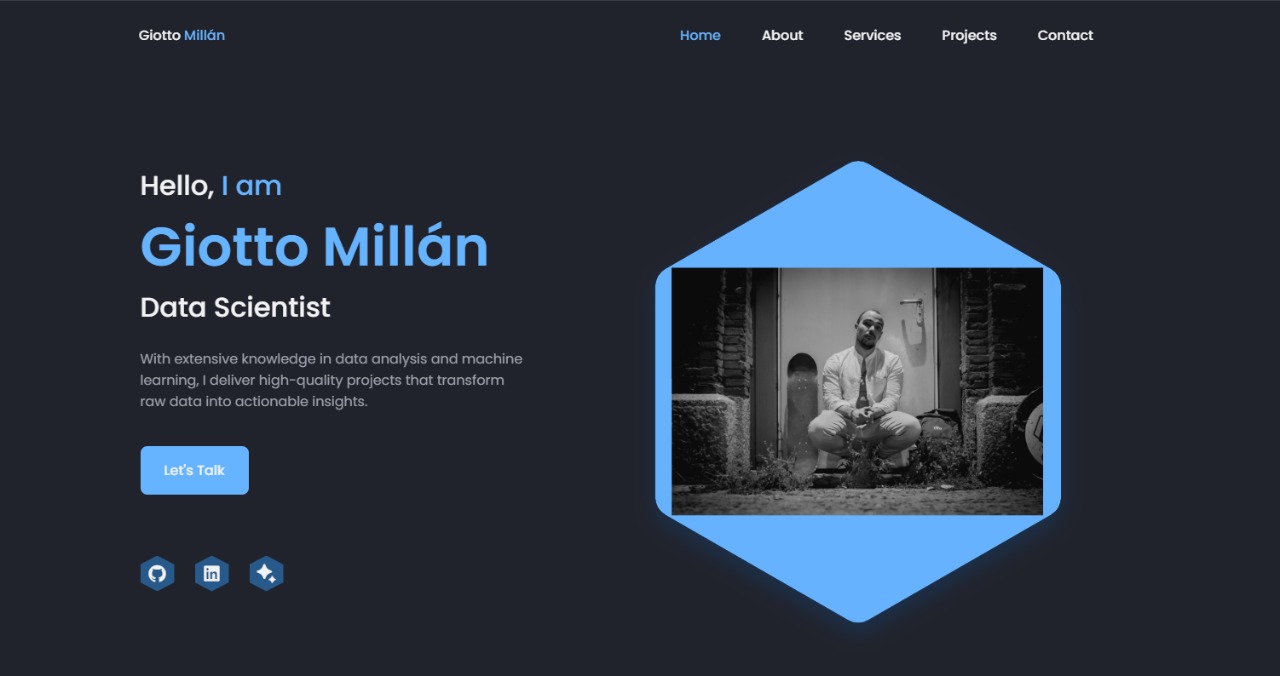 Giotto Millán
Home About Services Projects Contact
Hello, I am
Giotto Millán
Data Scientist
With extensive knowledge in data analysis and machine
learning, I deliver high-quality projects that transform
raw data into actionable insights.
Let's Talk
in